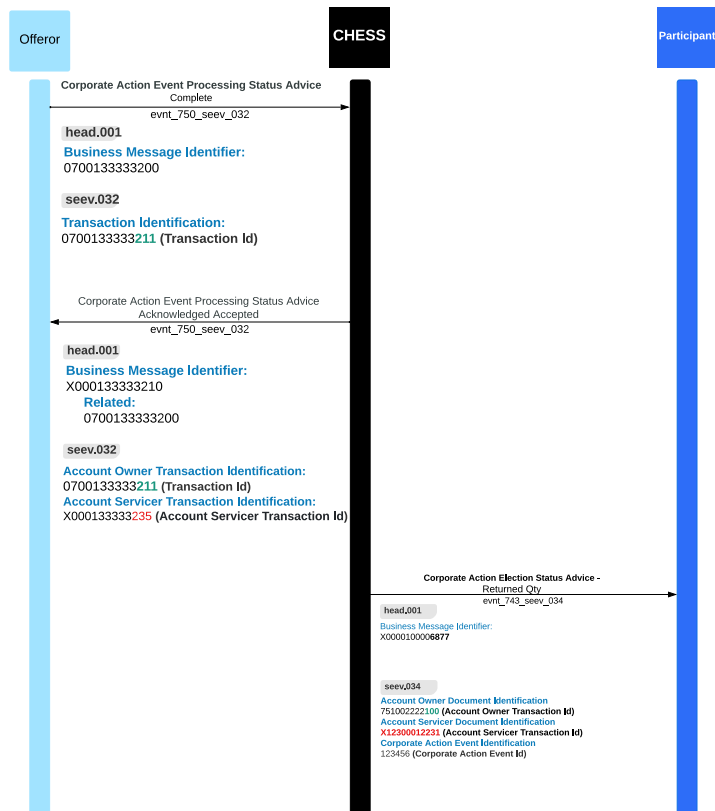 Offeror
CHESS
Participant
Corporate Action Event Processing Status Advice
Complete
evnt_750_seev_032
head.001
Business Message Identifier:
0700133333200
seev.032
Transaction Identification:
0700133333211 (Transaction Id)
Corporate Action Event Processing Status Advice
Acknowledged Accepted
evnt_750_seev_032
head.001
Business Message Identifier:
X000133333210
Related:
0700133333200
seev.032
Account Owner Transaction Identification:
0700133333211 (Transaction Id)
Account Servicer Transaction Identification:
X000133333235 (Account Servicer Transaction Id)
Corporate Action Election Status Advice -
Returned Qty
evnt_743_seev_034
head.001
Business Message Identifier:
X000010006877
seev.034
Account Owner Document Identification
751002222100 (Account Owner Transaction Id)
Account Servicer Document Identification
X12300012231 (Account Servicer Transaction Id)
Corporate Action Event Identification
123456 (Corporate Action Event Id)